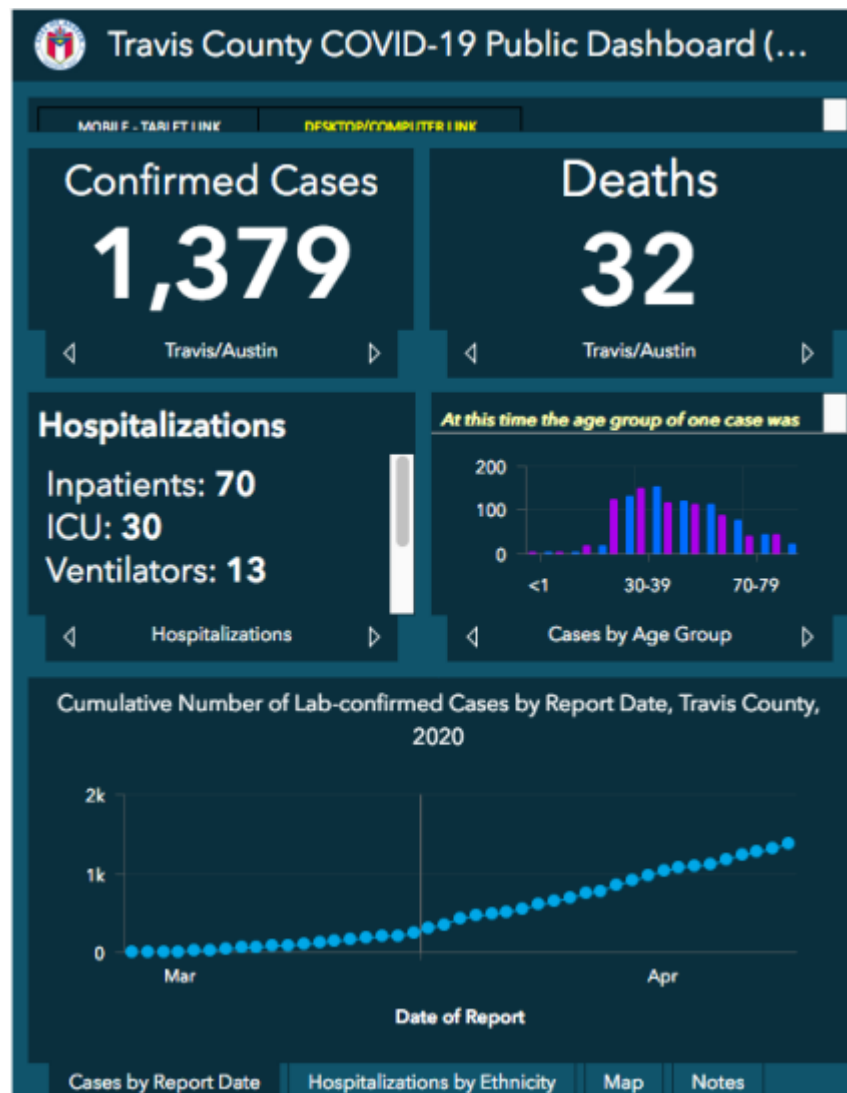 Travis County COVID-19 Public Dashboard (...
MOBILE - TABLET LINK
DESKTOP/COMPUTER LINK
Confirmed Cases
1,379
Travis/Austin
Deaths
32
Travis/Austin
Hospitalizations
Inpatients: 70
ICU: 30
Ventilators: 13
Hospitalizations
At this time the age group of one case was
200
100
0
<1 30-39 70-79
Cases by Age Group
Cumulative Number of Lab-confirmed Cases by Report Date, Travis County,
2020
2k
1k
0
Mar Apr
Date of Report
Cases by Report Date Hospitalizations by Ethnicity Map Notes